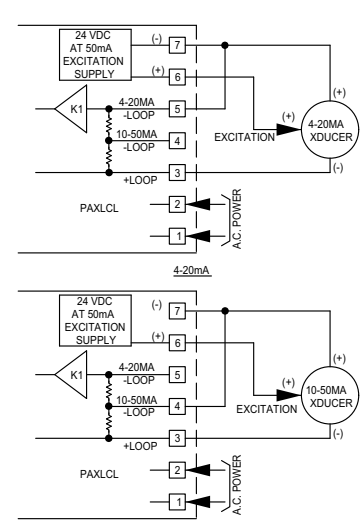 24 VDC
AT 50mA
EXCITATION
SUPPLY
(-)
7
(+)
6
K1
4-20MA
-LOOP
5
10-50MA
-LOOP
4
+LOOP
3
EXCITATION
(+)
(+)
4-20MA
XDUCER
(-)
PAXLCL
2
1
A.C. POWER
4-20mA
24 VDC
AT 50mA
EXCITATION
SUPPLY
(-)
7
(+)
6
K1
4-20MA
-LOOP
5
10-50MA
-LOOP
4
+LOOP
3
EXCITATION
(+)
(+)
10-50MA
XDUCER
(-)
PAXLCL
2
1
A.C. POWER